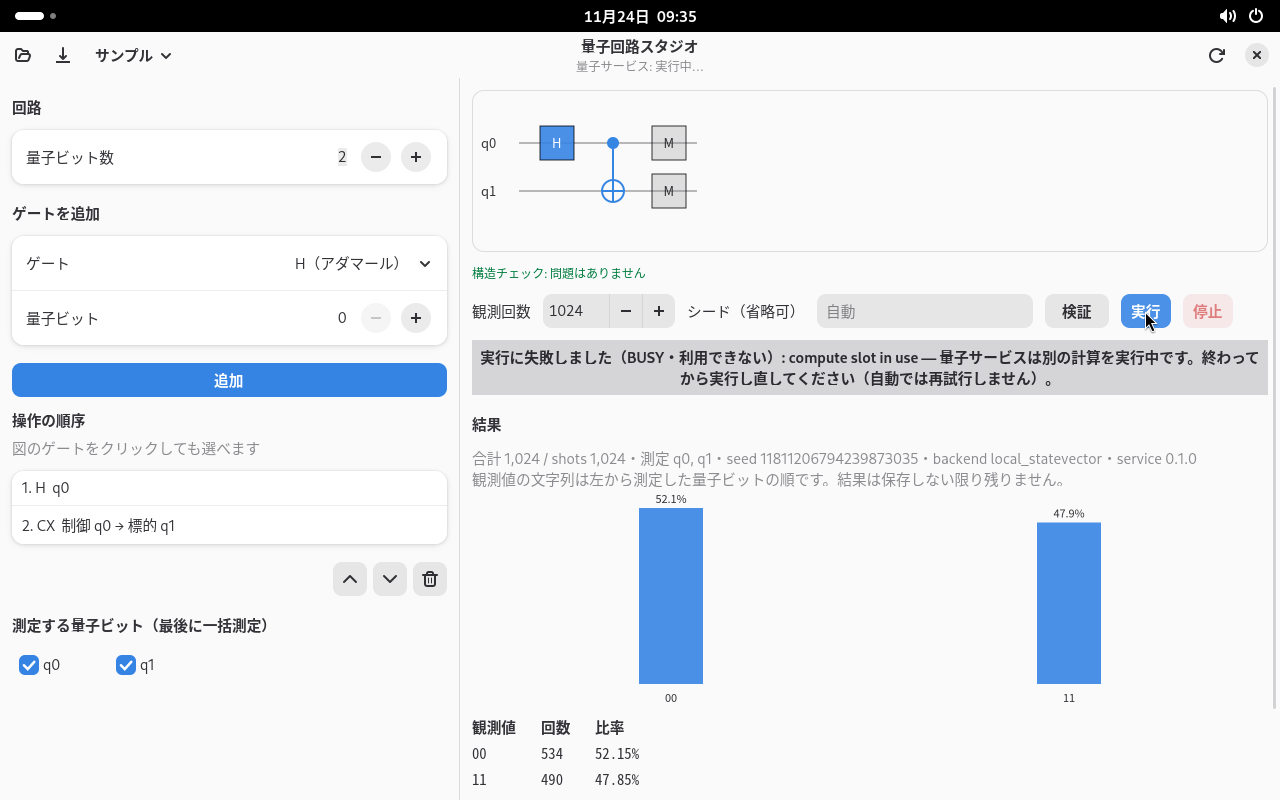 11月24日 09:35
サンプル
量子回路スタジオ
量子サービス: 実行中…
回路
量子ビット数 2
ゲートを追加
ゲート H（アダマール）
量子ビット 0
追加
操作の順序
図のゲートをクリックしても選べます
1. H q0
2. CX 制御 q0 → 標的 q1
測定する量子ビット（最後に一括測定）
q0 q1
q0 H M
q1 M
構造チェック: 問題はありません
観測回数 1024 シード（省略可） 自動 検証 実行 停止
実行に失敗しました（BUSY・利用できない）: compute slot in use — 量子サービスは別の計算を実行中です。終わって
から実行し直してください（自動では再試行しません）。
結果
合計 1,024 / shots 1,024・測定 q0, q1・seed 11811206794239873035・backend local_statevector・service 0.1.0
観測値の文字列は左から測定した量子ビットの順です。結果は保存しない限り残りません。
52.1% 47.9%
00 11
観測値 回数 比率
00 534 52.15%
11 490 47.85%